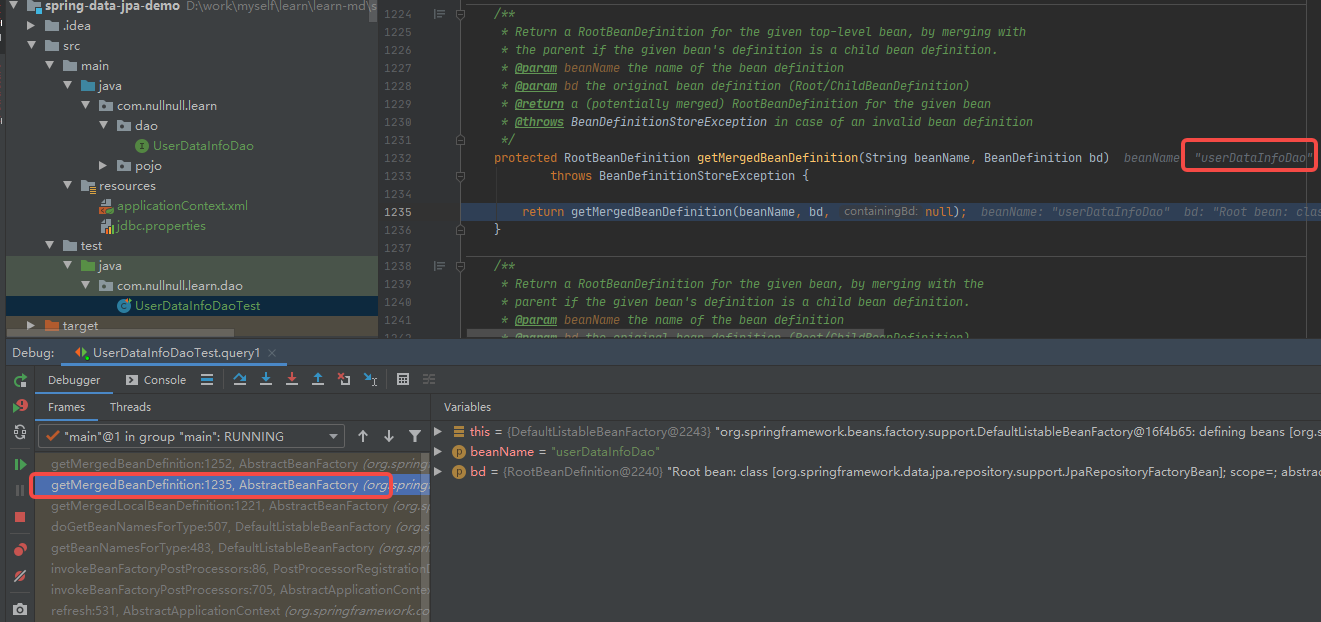 spring-data-jpa-demo D:\work\myself\learn\learn-md\s
.idea
src
main
java
com.nullnull.learn
dao
UserDataInfoDao
pojo
resources
applicationContext.xml
jdbc.properties
test
java
com.nullnull.learn.dao
UserDataInfoDaoTest
target
1224 /**
1225 * Return a RootBeanDefinition for the given top-level bean, by merging with
1226 * the parent if the given bean's definition is a child bean definition.
1227 * @param beanName the name of the bean definition
1228 * @param bd the original bean definition (Root/ChildBeanDefinition)
1229 * @return a (potentially merged) RootBeanDefinition for the given bean
1230 * @throws BeanDefinitionStoreException in case of an invalid bean definition
1231 */
1232 protected RootBeanDefinition getMergedBeanDefinition(String beanName, BeanDefinition bd) beanName "userDataInfoDao"
1233 throws BeanDefinitionStoreException {
1234
1235 return getMergedBeanDefinition(beanName, bd, containingBd: null); beanName: "userDataInfoDao" bd: "Root bean: clas
1236 }
1237
1238 /**
1239 * Return a RootBeanDefinition for the given bean, by merging with the
1240 * parent if the given bean's definition is a child bean definition.
1241 * @param beanName the name of the bean definition
Debug: UserDataInfoDaoTest.query1
Debugger Console
Frames Threads
"main"@1 in group "main": RUNNING
getMergedBeanDefinition:1252, AbstractBeanFactory (org.spring
getMergedBeanDefinition:1235, AbstractBeanFactory (org.spring
getMergedLocalBeanDefinition:1221, AbstractBeanFactory (org.
doGetBeanNamesForType:507, DefaultListableBeanFactory (org.s
getBeanNamesForType:483, DefaultListableBeanFactory (org.spri
invokeBeanFactoryPostProcessors:86, PostProcessorRegistrationD
invokeBeanFactoryPostProcessors:705, AbstractApplicationConte
refresh:531, AbstractApplicationContext (org.springframework.co
Variables
this = {DefaultListableBeanFactory@2243} "org.springframework.beans.factory.support.DefaultListableBeanFactory@16f4b65: defining beans [org.s
beanName = "userDataInfoDao"
bd = {RootBeanDefinition@2240} "Root bean: class [org.springframework.data.jpa.repository.support.JpaRepositoryFactoryBean]; scope=; abstra